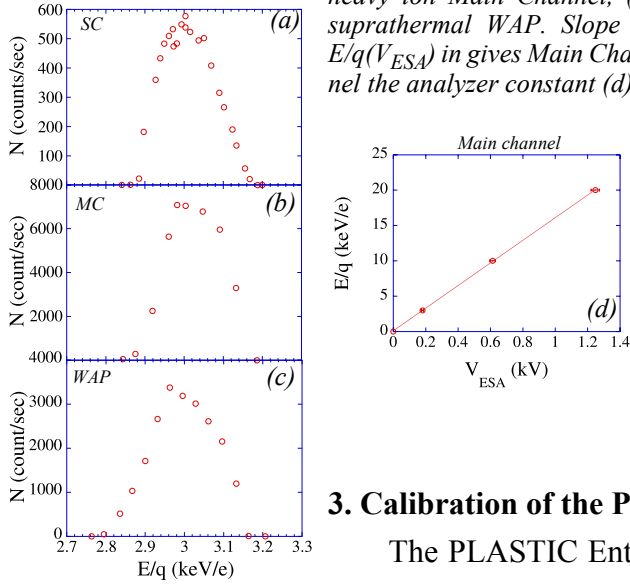 heavy ion Main Channel, (
suprathermal WAP. Slope
E/q(V_ESA) in gives Main Cha
nel the analyzer constant (d)
SC
(a)
N (counts/sec)
600
500
400
300
200
100
8000
MC
(b)
N (count/sec)
6000
4000
2000
4000
WAP
(c)
N (count/sec)
3000
2000
1000
0
2.7 2.8 2.9 3.0 3.1 3.2 3.3
E/q (keV/e)
Main channel
E/q (keV/e)
25
20
15
10
5
0
(d)
0 0.2 0.4 0.6 0.8 1 1.2 1.4
V_ESA (kV)
3. Calibration of the P
The PLASTIC Ent